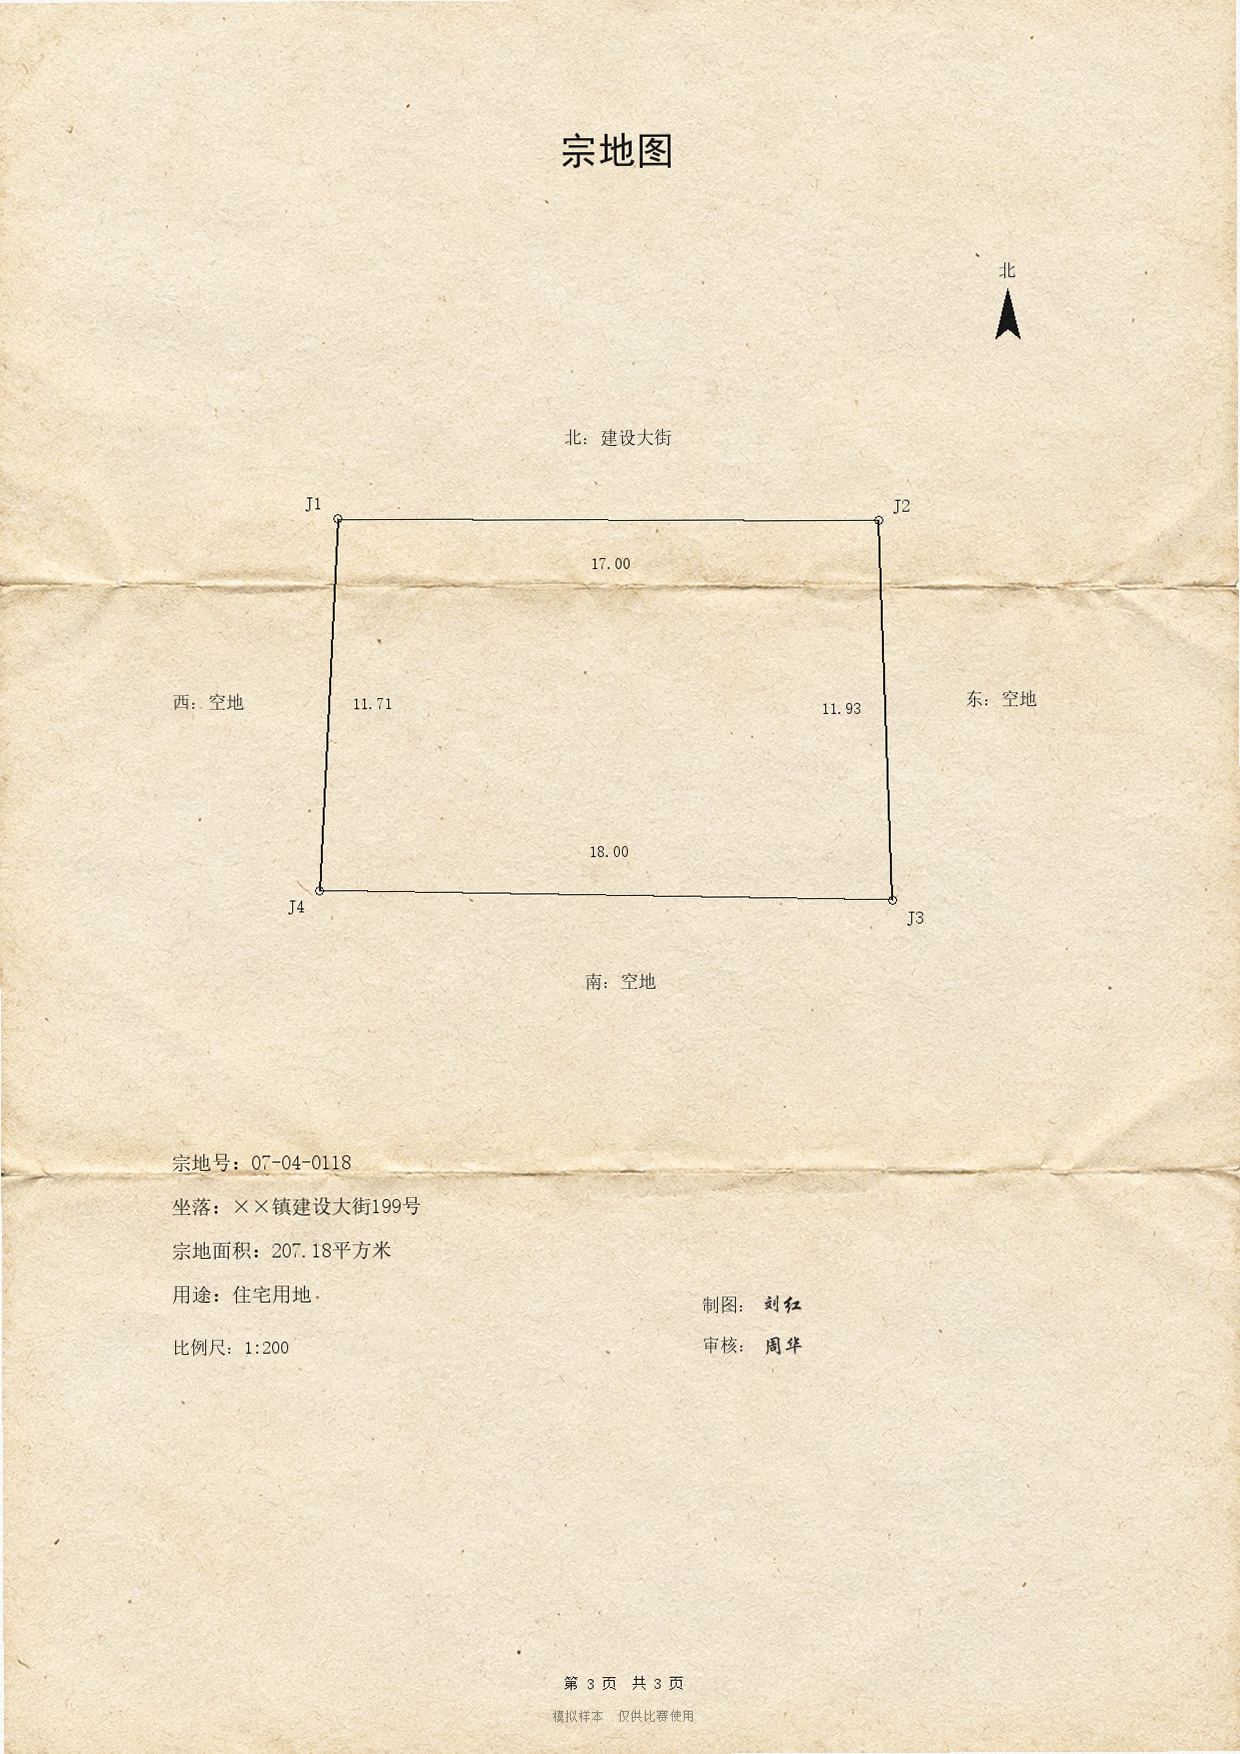 宗地图
北
北：建设大街
J1
J2
17.00
西：空地
11.71
11.93
东：空地
18.00
J4
J3
南：空地
宗地号：07-04-0118
坐落：××镇建设大街199号
宗地面积：207.18平方米
用途：住宅用地
制图：刘红
比例尺：1:200
审核：周华
第 3 页 共 3 页
模拟样本 仅供比赛使用